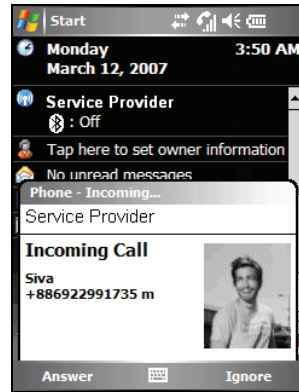 Start
Monday 3:50 AM
March 12, 2007
Service Provider
: Off
Tap here to set owner information
No unread messages
Phone - Incoming...
Service Provider
Incoming Call
Siva
+886922991735 m
Answer Ignore